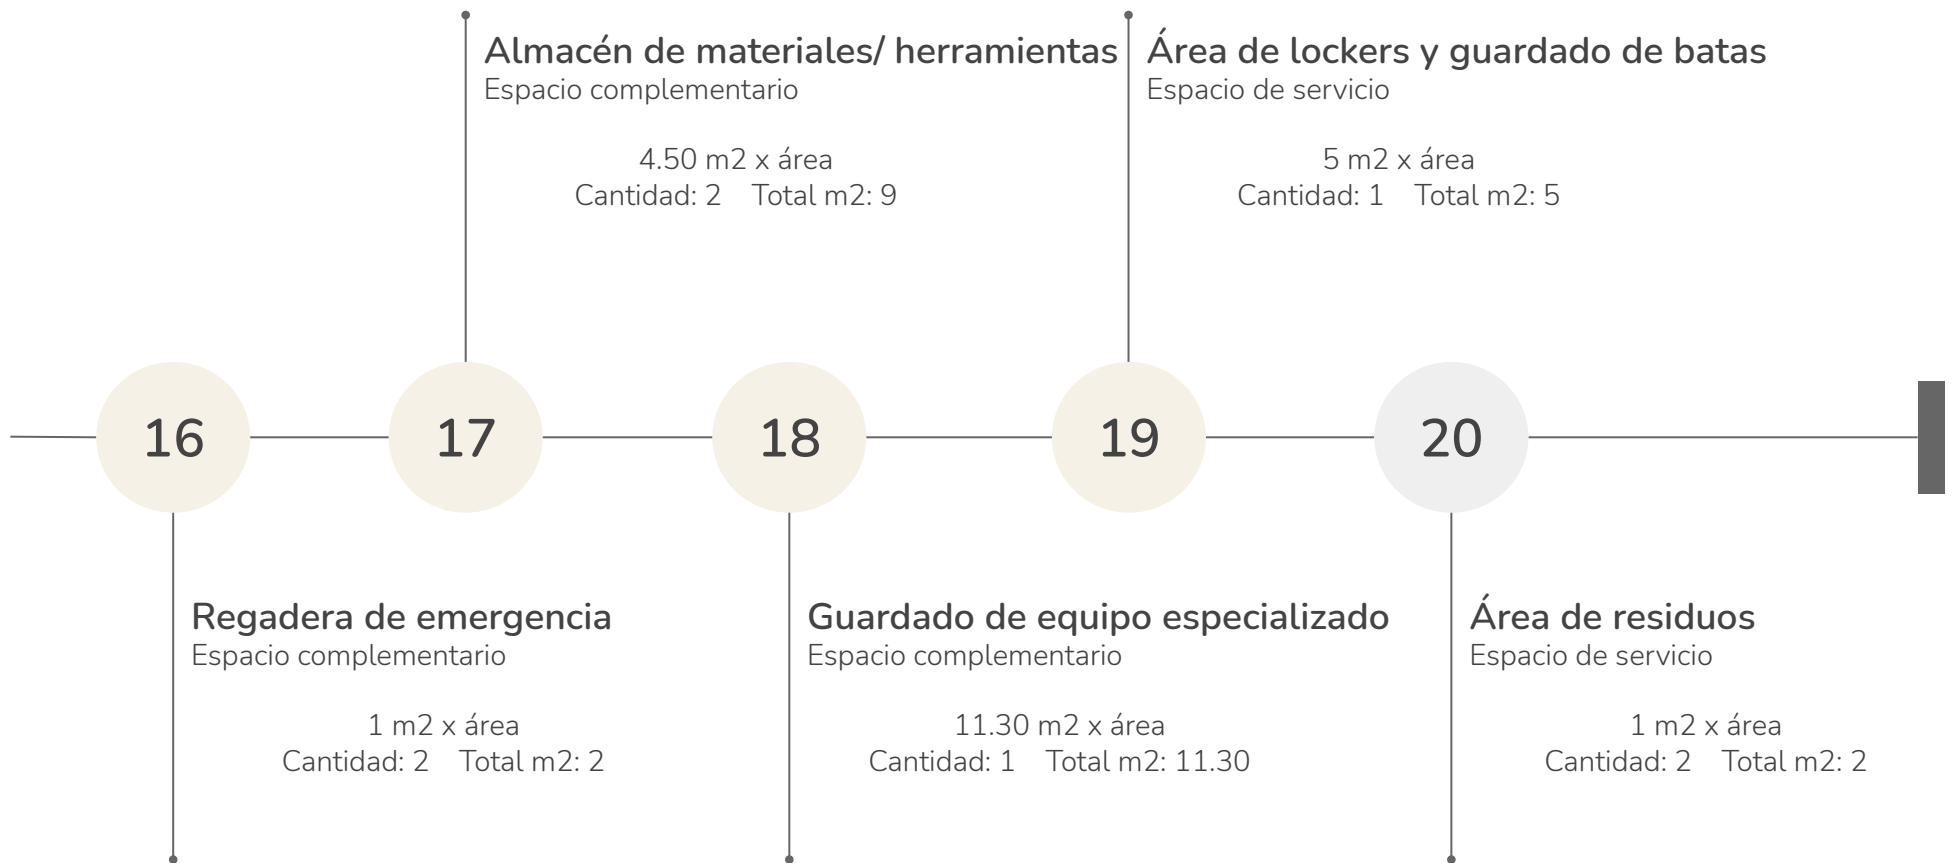 Almacén de materiales/ herramientas
Espacio complementario
4.50 m2 x área
Cantidad: 2 Total m2: 9
Área de lockers y guardado de batas
Espacio de servicio
5 m2 x área
Cantidad: 1 Total m2: 5
16
17
18
19
20
Regadera de emergencia
Espacio complementario
1 m2 x área
Cantidad: 2 Total m2: 2
Guardado de equipo especializado
Espacio complementario
11.30 m2 x área
Cantidad: 1 Total m2: 11.30
Área de residuos
Espacio de servicio
1 m2 x área
Cantidad: 2 Total m2: 2